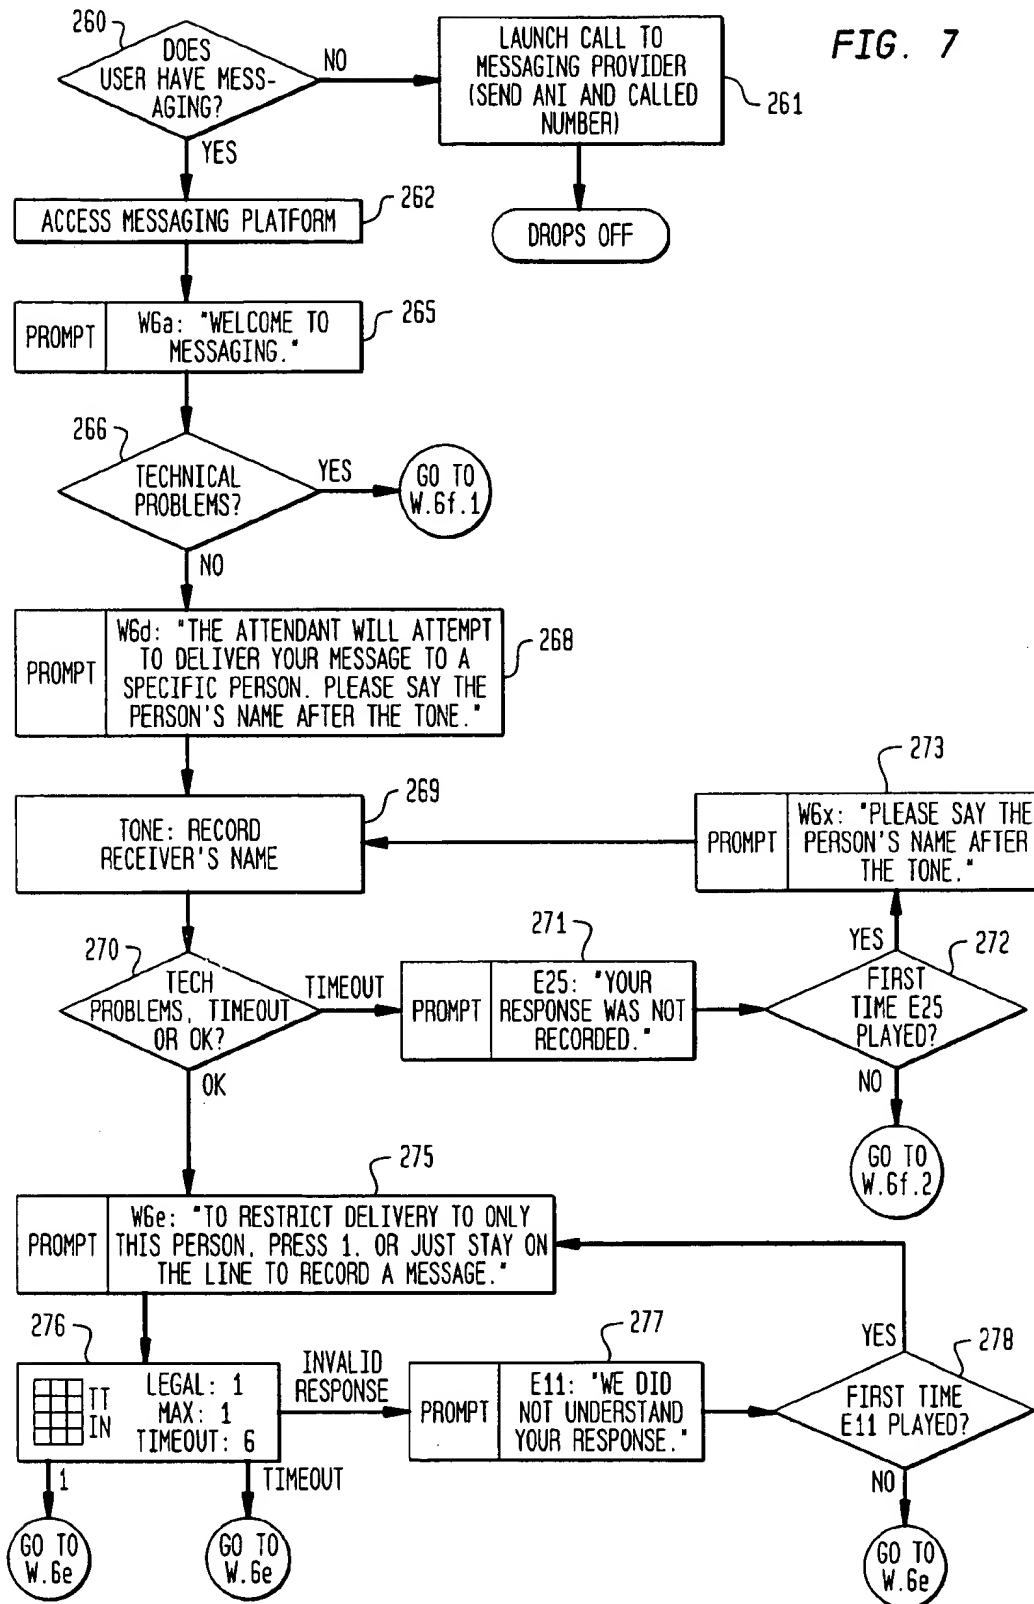 FIG. 7
260
DOES
USER HAVE MESS-
AGING?
NO
YES
LAUNCH CALL TO
MESSAGING PROVIDER
(SEND ANI AND CALLED
NUMBER)
261
DROPS OFF
ACCESS MESSAGING PLATFORM
262
PROMPT
W6a: "WELCOME TO
MESSAGING."
265
266
TECHNICAL
PROBLEMS?
YES
GO TO
W.6f.1
NO
PROMPT
W6d: "THE ATTENDANT WILL ATTEMPT
TO DELIVER YOUR MESSAGE TO A
SPECIFIC PERSON. PLEASE SAY THE
PERSON'S NAME AFTER THE TONE."
268
TONE: RECORD
RECEIVER'S NAME
269
273
PROMPT
W6x: "PLEASE SAY THE
PERSON'S NAME AFTER
THE TONE."
270
TECH
PROBLEMS, TIMEOUT
OR OK?
TIMEOUT
OK
271
PROMPT
E25: "YOUR
RESPONSE WAS NOT
RECORDED."
YES
272
FIRST
TIME E25
PLAYED?
NO
GO TO
W.6f.2
275
PROMPT
W6e: "TO RESTRICT DELIVERY TO ONLY
THIS PERSON, PRESS 1. OR JUST STAY ON
THE LINE TO RECORD A MESSAGE."
276
TT
IN
LEGAL: 1
MAX: 1
TIMEOUT: 6
INVALID
RESPONSE
277
PROMPT
E11: "WE DID
NOT UNDERSTAND
YOUR RESPONSE."
YES
278
FIRST TIME
E11 PLAYED?
NO
1
TIMEOUT
GO TO
W.6e
GO TO
W.6e
GO TO
W.6e